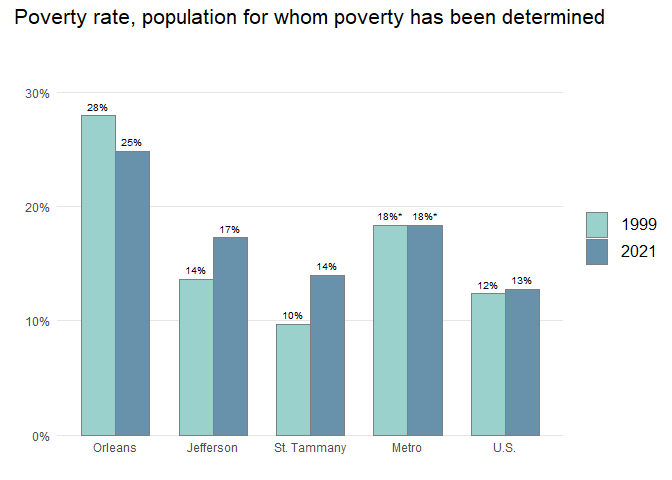 Poverty rate, population for whom poverty has been determined
30%
20%
10%
0%
28%
25%
14%
17%
10%
14%
18%*
18%*
12%
13%
Orleans
Jefferson
St. Tammany
Metro
U.S.
1999
2021